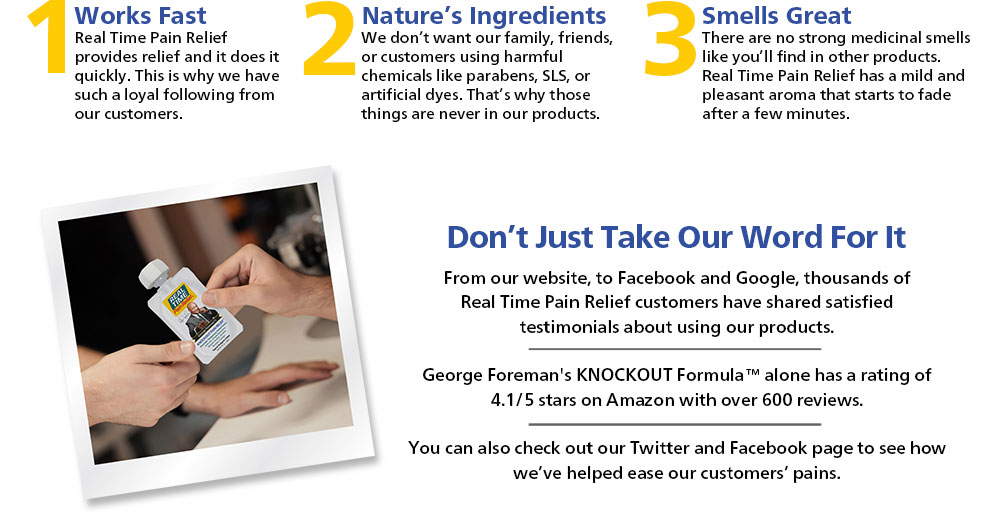 1
Works Fast
Real Time Pain Relief
provides relief and it does it
quickly. This is why we have
such a loyal following from
our customers.
2
Nature’s Ingredients
We don’t want our family, friends,
or customers using harmful
chemicals like parabens, SLS, or
artificial dyes. That’s why those
things are never in our products.
3
Smells Great
There are no strong medicinal smells
like you’ll find in other products.
Real Time Pain Relief has a mild and
pleasant aroma that starts to fade
after a few minutes.
REAL
TIME
Don’t Just Take Our Word For It
From our website, to Facebook and Google, thousands of
Real Time Pain Relief customers have shared satisfied
testimonials about using our products.
George Foreman's KNOCKOUT Formula™ alone has a rating of
4.1/5 stars on Amazon with over 600 reviews.
You can also check out our Twitter and Facebook page to see how
we’ve helped ease our customers’ pains.